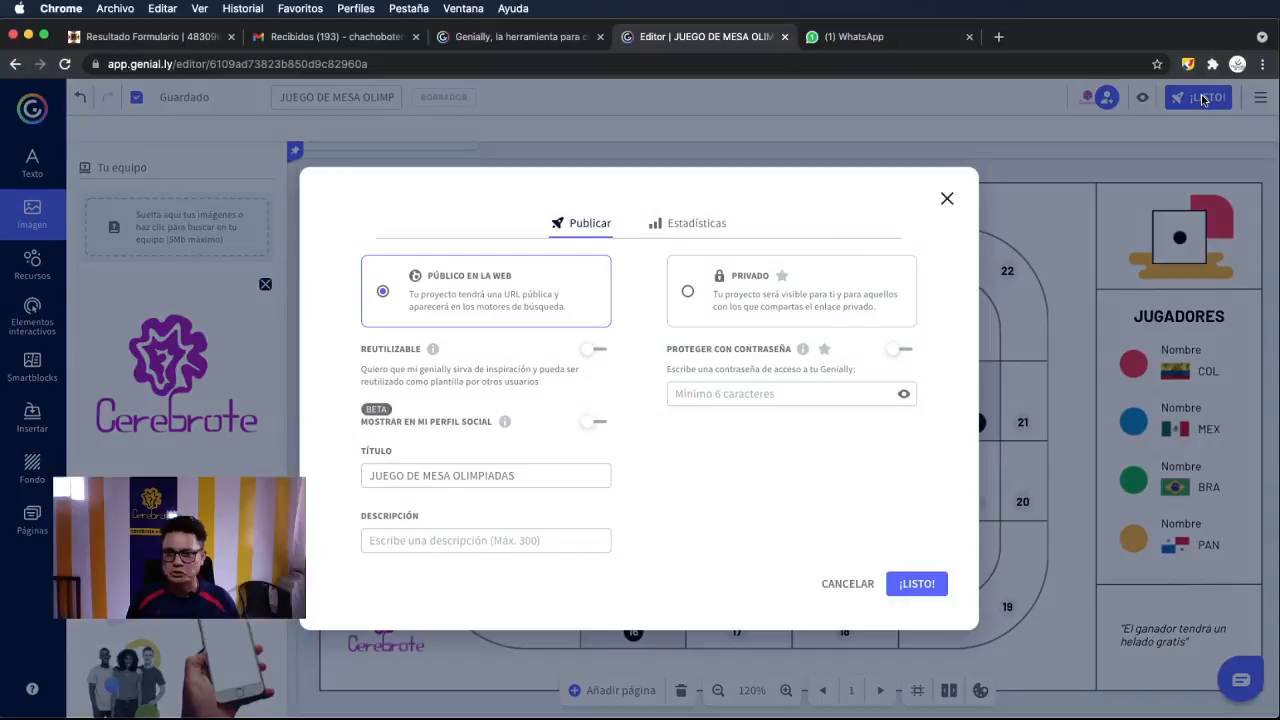 Chrome Archivo Editar Ver Historial Favoritos Perfiles Pestaña Ventana Ayuda
Resultado Formulario | 48309
Recibidos (193) - chachoboter
Genially, la herramienta para c
Editor | JUEGO DE MESA OLIM
(1) WhatsApp
app.genial.ly/editor/6109ad73823b850d9c82960a
Guardado
JUEGO DE MESA OLIMP
BORRADOR
¡LISTO!
Texto
Imagen
Recursos
Elementos
interactivos
Smartblocks
Insertar
Fondo
Páginas
Tu equipo
Suelta aquí tus imágenes o
haz clic para buscar en tu
equipo (5Mb máximo)
Cerebrote
Cerebrote
Publicar
Estadísticas
PÚBLICO EN LA WEB
Tu proyecto tendrá una URL pública y
aparecerá en los motores de búsqueda.
PRIVADO
Tu proyecto será visible para ti y para aquellos
con los que compartas el enlace privado.
REUTILIZABLE
Quiero que mi genially sirva de inspiración y pueda ser
reutilizado como plantilla por otros usuarios
BETA
MOSTRAR EN MI PERFIL SOCIAL
TÍTULO
JUEGO DE MESA OLIMPIADAS
DESCRIPCIÓN
Escribe una descripción (Máx. 300)
PROTEGER CON CONTRASEÑA
Escribe una contraseña de acceso a tu Genially:
Mínimo 6 caracteres
CANCELAR
¡LISTO!
22
21
20
19
16
17
18
Cerebrote
JUGADORES
Nombre
COL
Nombre
MEX
Nombre
BRA
Nombre
PAN
"El ganador tendrá un
helado gratis"
Añadir página
120%
1